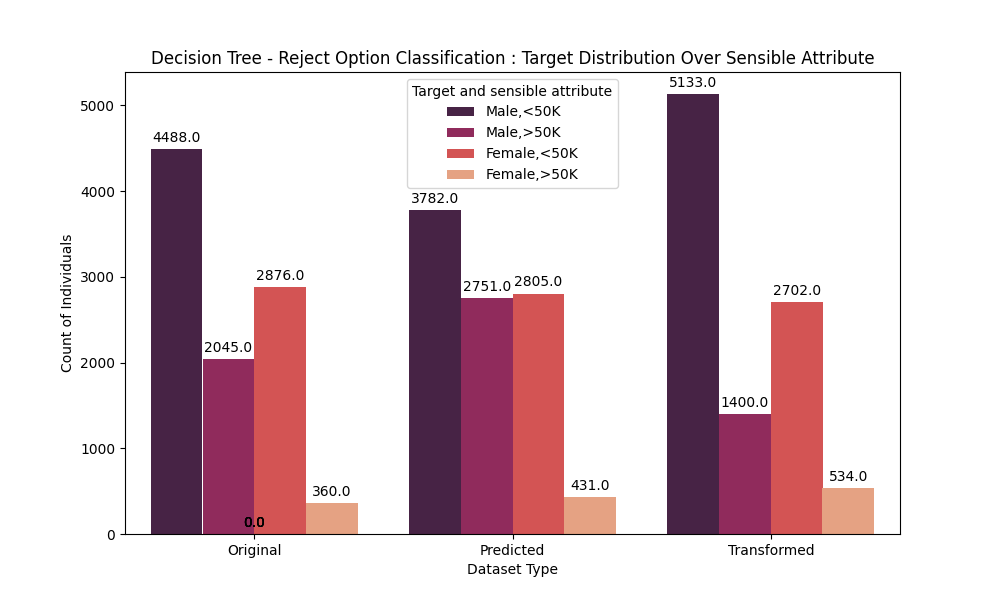 Decision Tree - Reject Option Classification : Target Distribution Over Sensible Attribute
Target and sensible attribute
Male,<50K
Male,>50K
Female,<50K
Female,>50K
Count of Individuals
5000
4000
3000
2000
1000
0
4488.0
2045.0
2876.0
360.0
0.0
3782.0
2751.0
2805.0
431.0
5133.0
1400.0
2702.0
534.0
Original
Predicted
Transformed
Dataset Type